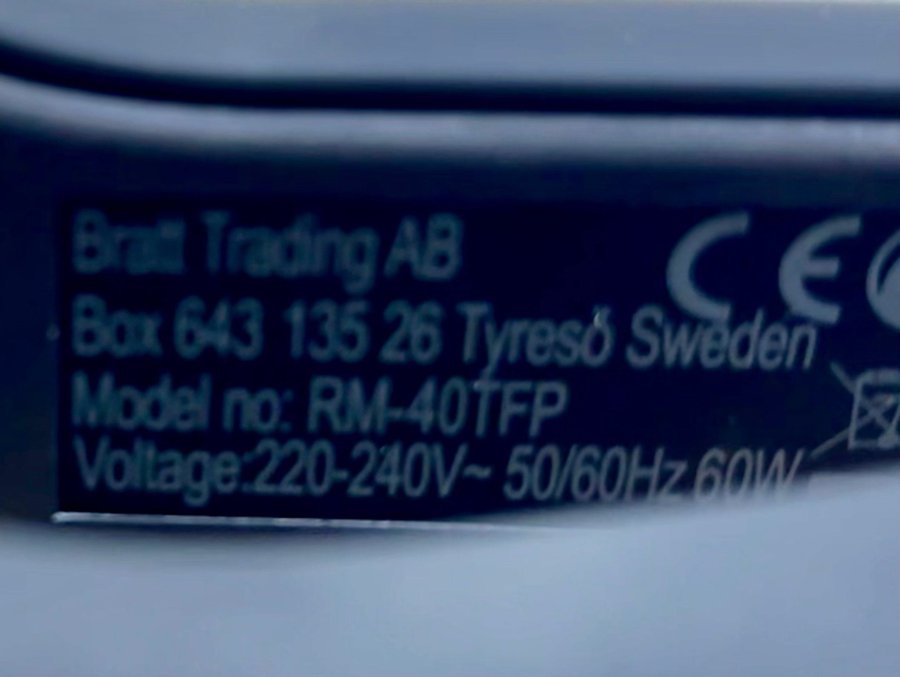 Bratt Trading AB
CE
Box 643 135 26 Tyresö Sweden
Model no: RM-40TFP
Voltage:220-240V~ 50/60Hz 60W